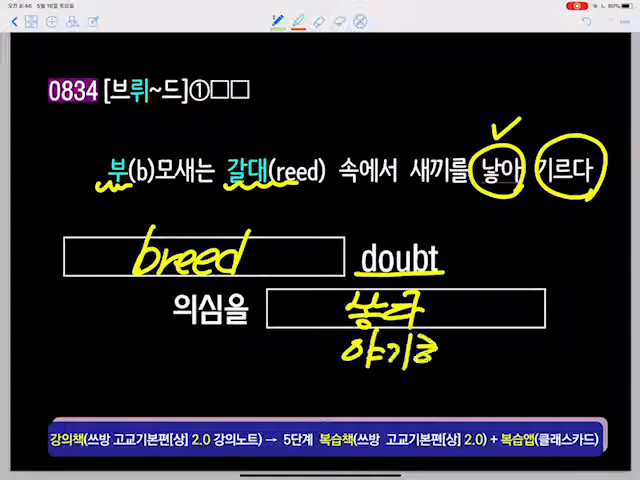 오전 8:46 5월 16일 토요일 80%
0834 [브뤼~드]①□□
부(b)모새는 갈대(reed) 속에서 새끼를 낳아 기르다
breed doubt
의심을 낳다
야기
강의책(쓰방 고교기본편[상] 2.0 강의노트) → 5단계 복습책(쓰방 고교기본편[상] 2.0) + 복습앱(클래스카드)